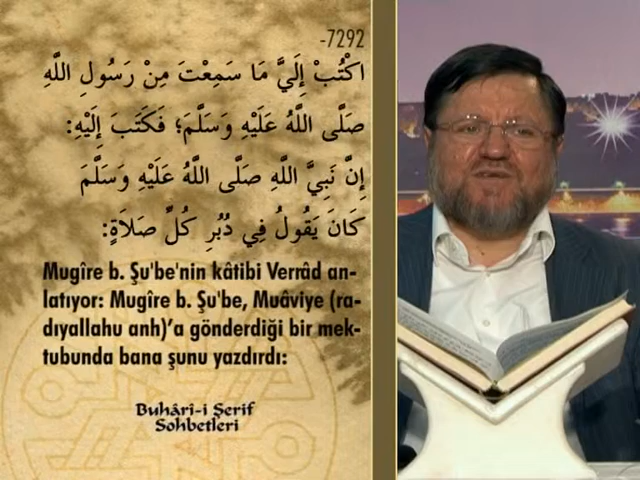 -7292
اكْتُبْ إِلَيَّ مَا سَمِعْتَ مِنْ رَسُولِ اللَّهِ
صَلَّى اللَّهُ عَلَيْهِ وَسَلَّمَ؛ فَكَتَبَ إِلَيْهِ:
إِنَّ نَبِيَّ اللَّهِ صَلَّى اللَّهُ عَلَيْهِ وَسَلَّمَ
كَانَ يَقُولُ فِي دُبُرِ كُلِّ صَلَاةٍ:
Mugîre b. Şu'be'nin kâtibi Verrâd an-
latıyor: Mugîre b. Şu'be, Muâviye (ra-
dıyallahu anh)'a gönderdiği bir mek-
tubunda bana şunu yazdırdı:
Buhârî-i Şerif
Sohbetleri